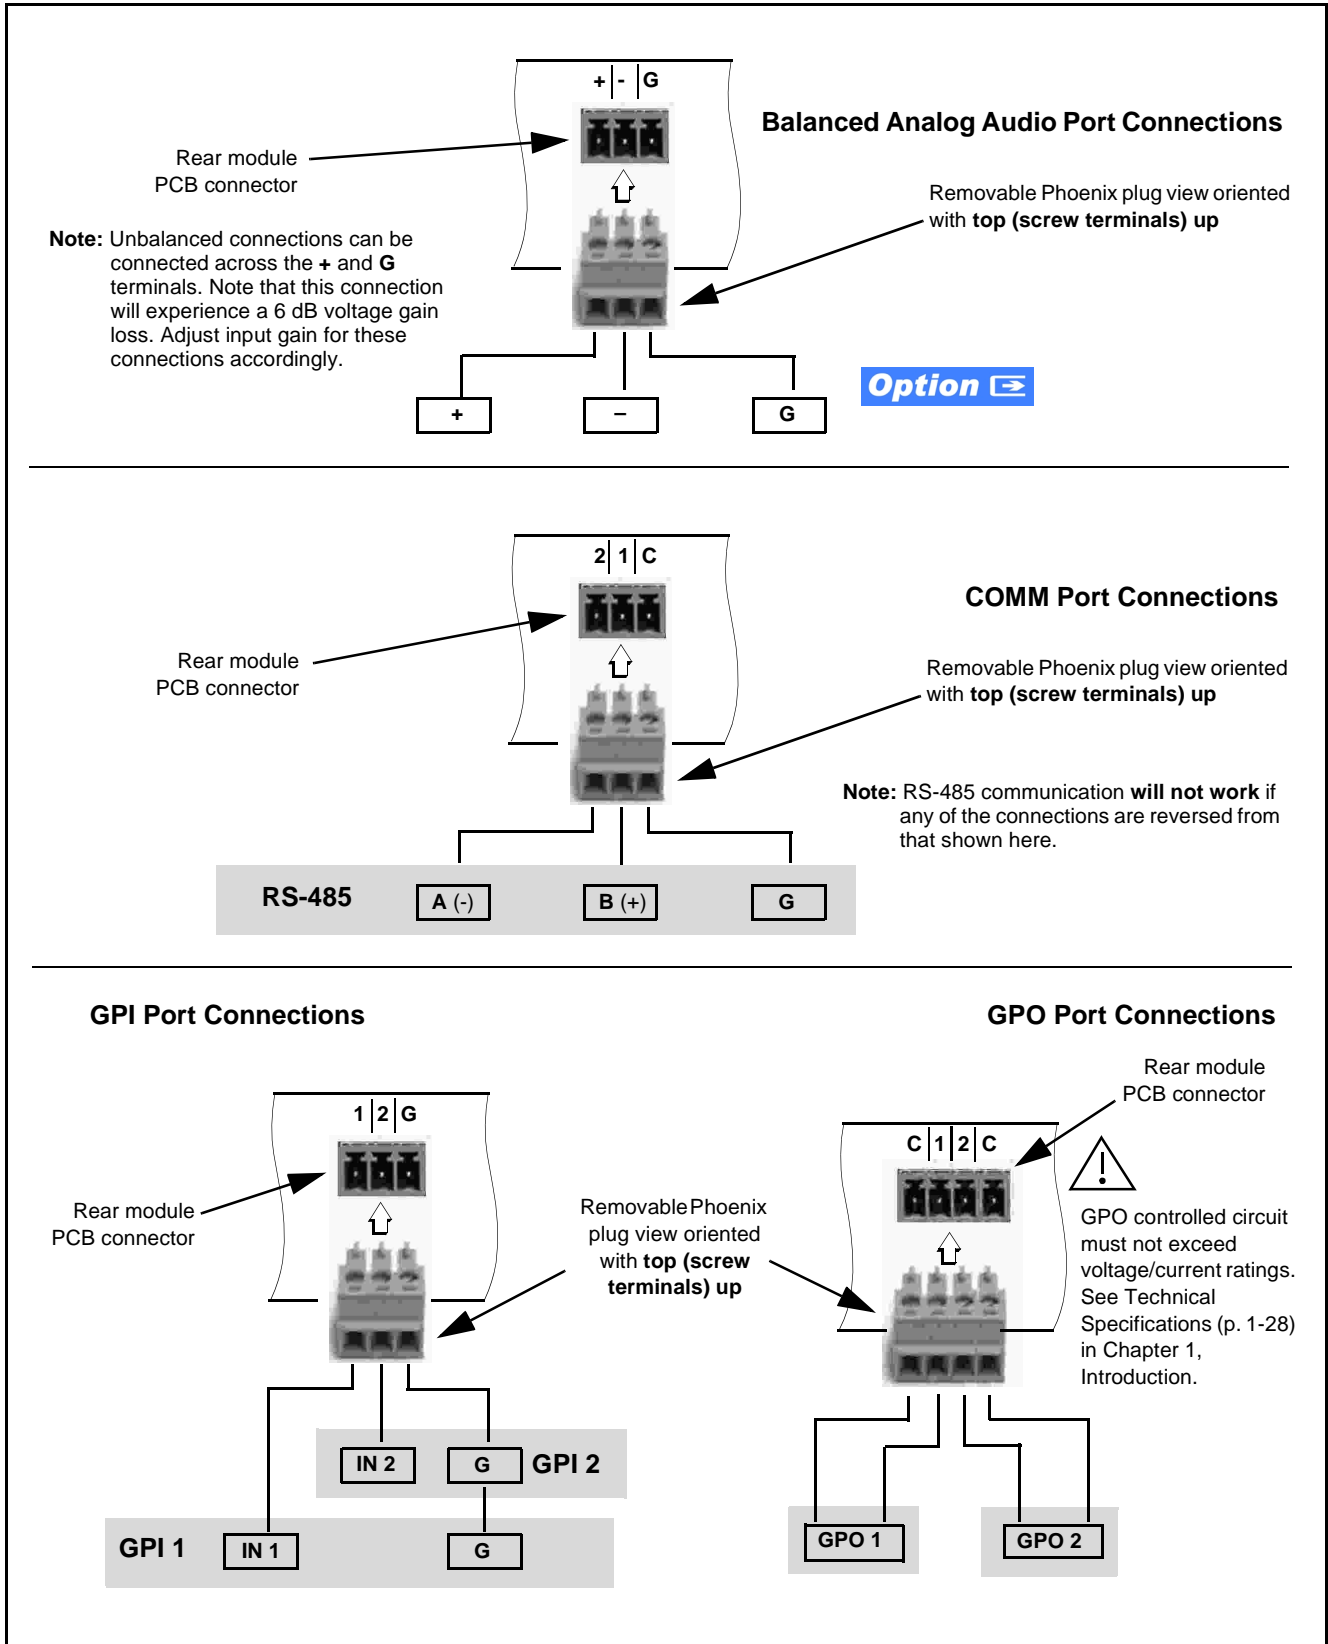 + - G
Balanced Analog Audio Port Connections
Rear module
PCB connector
Removable Phoenix plug view oriented
with top (screw terminals) up
Note: Unbalanced connections can be
connected across the + and G
terminals. Note that this connection
will experience a 6 dB voltage gain
loss. Adjust input gain for these
connections accordingly.
Option
+
–
G
2 1 C
COMM Port Connections
Rear module
PCB connector
Removable Phoenix plug view oriented
with top (screw terminals) up
Note: RS-485 communication will not work if
any of the connections are reversed from
that shown here.
RS-485
A (-)
B (+)
G
GPI Port Connections
1 2 G
Rear module
PCB connector
Removable Phoenix
plug view oriented
with top (screw
terminals) up
IN 2
G
GPI 2
GPI 1
IN 1
G
GPO Port Connections
Rear module
PCB connector
C 1 2 C
!
GPO controlled circuit
must not exceed
voltage/current ratings.
See Technical
Specifications (p. 1-28)
in Chapter 1,
Introduction.
GPO 1
GPO 2